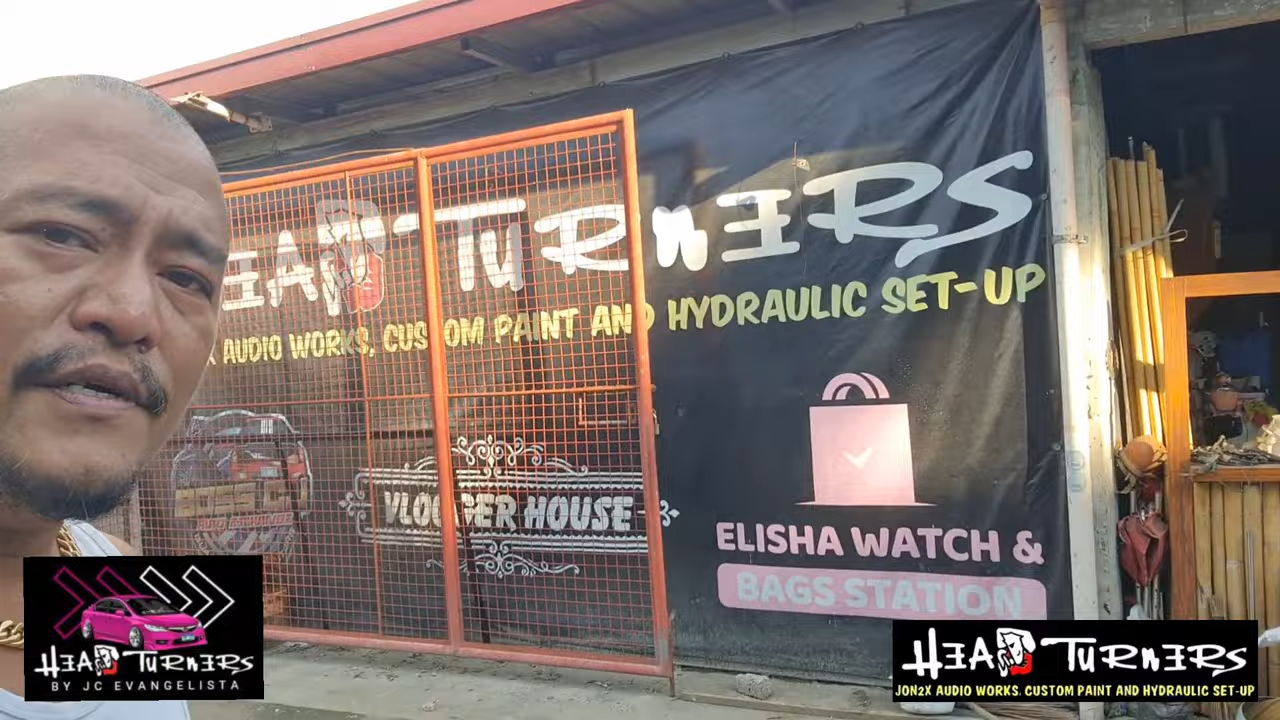 HEAD TURNERS
X AUDIO WORKS, CUSTOM PAINT AND HYDRAULIC SET-UP
VLOGGER HOUSE
ELISHA WATCH &
BAGS STATION
HEAD TURNERS
BY JC EVANGELISTA
HEAD TURNERS
JON2X AUDIO WORKS, CUSTOM PAINT AND HYDRAULIC SET-UP